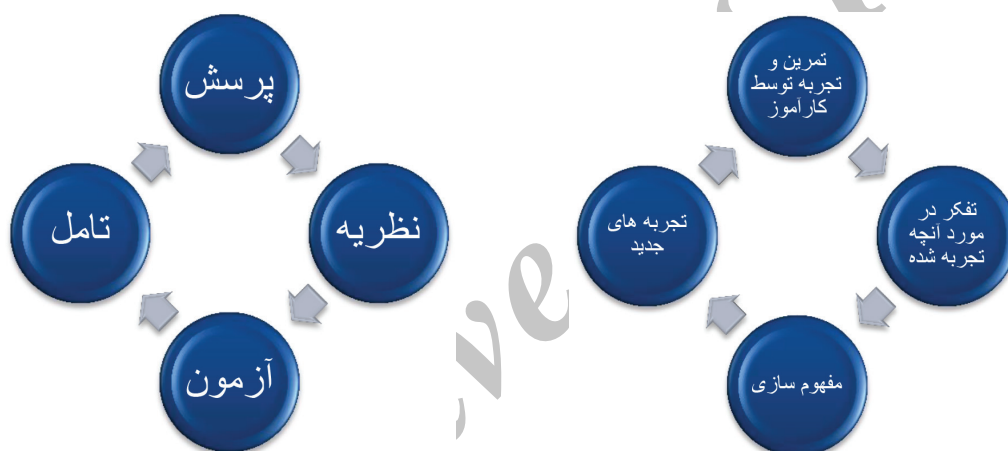 پرسش
نظریه
آزمون
تامل
تمرین و
تجربه توسط
کارآموز
تفکر در
مورد آنچه
تجربه شده
مفهوم سازی
تجربه های
جدید